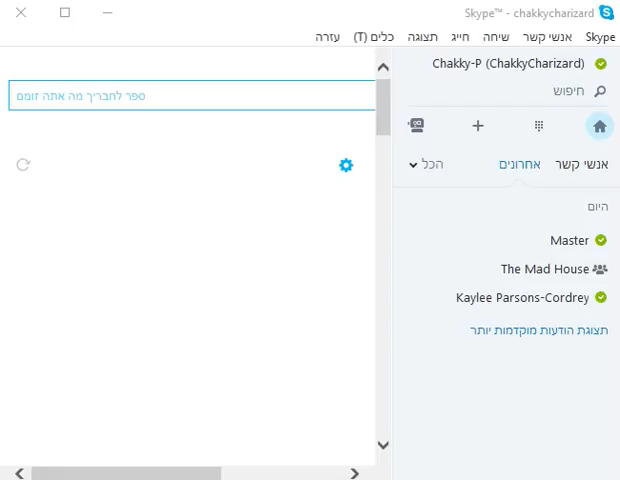 Skype™ - chakkycharizard
Skype אנשי קשר שיחה חייג תצוגה כלים (T) עזרה
Chakky-P (ChakkyCharizard)
חיפוש
ספר לחבריך מה אתה זומם
אנשי קשר אחרונים הכל
היום
Master
The Mad House
Kaylee Parsons-Cordrey
תצוגת הודעות מוקדמות יותר